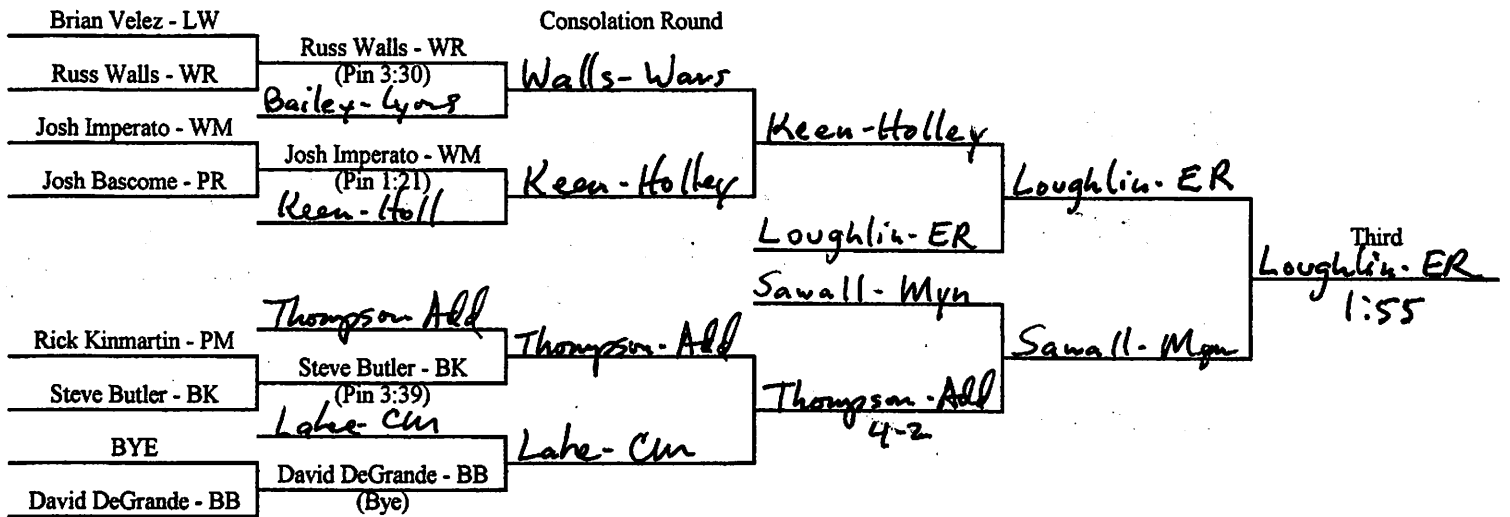 Brian Velez - LW
Consolation Round
Russ Walls - WR
Russ Walls - WR
(Pin 3:30)
Walls - Wars
Bailey - Lyons
Josh Imperato - WM
Keen - Holley
Josh Imperato - WM
Josh Bascome - PR
(Pin 1:21)
Keen - Holley
Loughlin - ER
Keen - Holl
Loughlin - ER
Third
Loughlin - ER
Sawall - Myn
1:55
Thompson Add
Rick Kinmartin - PM
Thompson - Add
Sawall - Myn
Steve Butler - BK
Steve Butler - BK
(Pin 3:39)
Thompson - Add
4-2
Lahe - CM
BYE
Lahe - CM
David DeGrande - BB
David DeGrande - BB
(Bye)